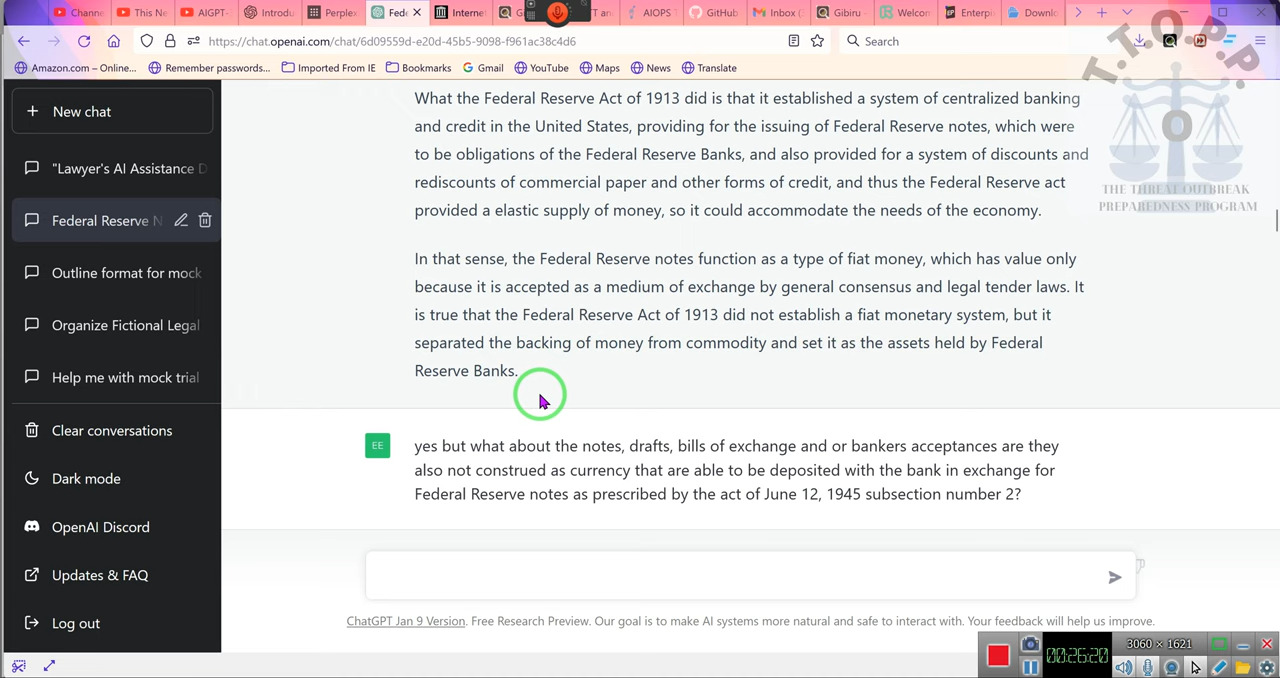 Channe
This Ne
AIGPT-
Introdu
Perplex
Fede
Internet
G
T and
AIOPS T
GitHub
Inbox (
Gibiru -
Welcom
Enterpi
Downlo
https://chat.openai.com/chat/6d09559d-e20d-45b5-9098-f961ac38c4d6
Search
Amazon.com – Online...
Remember passwords...
Imported From IE
Bookmarks
Gmail
YouTube
Maps
News
Translate
T.T.O.P.P.
THE THREAT OUTBREAK
PREPAREDNESS PROGRAM
New chat
"Lawyer's AI Assistance D
Federal Reserve N
Outline format for mock
Organize Fictional Legal
Help me with mock trial
Clear conversations
Dark mode
OpenAI Discord
Updates & FAQ
Log out
What the Federal Reserve Act of 1913 did is that it established a system of centralized banking
and credit in the United States, providing for the issuing of Federal Reserve notes, which were
to be obligations of the Federal Reserve Banks, and also provided for a system of discounts and
rediscounts of commercial paper and other forms of credit, and thus the Federal Reserve act
provided a elastic supply of money, so it could accommodate the needs of the economy.
In that sense, the Federal Reserve notes function as a type of fiat money, which has value only
because it is accepted as a medium of exchange by general consensus and legal tender laws. It
is true that the Federal Reserve Act of 1913 did not establish a fiat monetary system, but it
separated the backing of money from commodity and set it as the assets held by Federal
Reserve Banks.
EE
yes but what about the notes, drafts, bills of exchange and or bankers acceptances are they
also not construed as currency that are able to be deposited with the bank in exchange for
Federal Reserve notes as prescribed by the act of June 12, 1945 subsection number 2?
ChatGPT Jan 9 Version. Free Research Preview. Our goal is to make AI systems more natural and safe to interact with. Your feedback will help us improve.
3060 × 1621
00:26:20